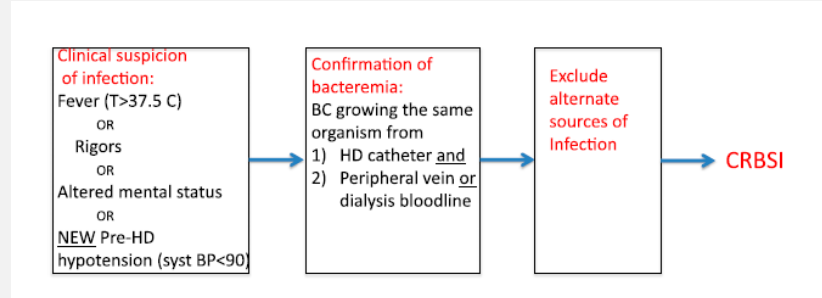 Clinical suspicion
of infection:
Fever (T>37.5 C)
OR
Rigors
OR
Altered mental status
OR
NEW Pre-HD
hypotension (syst BP<90)
Confirmation of
bacteremia:
BC growing the same
organism from
1) HD catheter and
2) Peripheral vein or
dialysis bloodline
Exclude
alternate
sources of
Infection
CRBSI